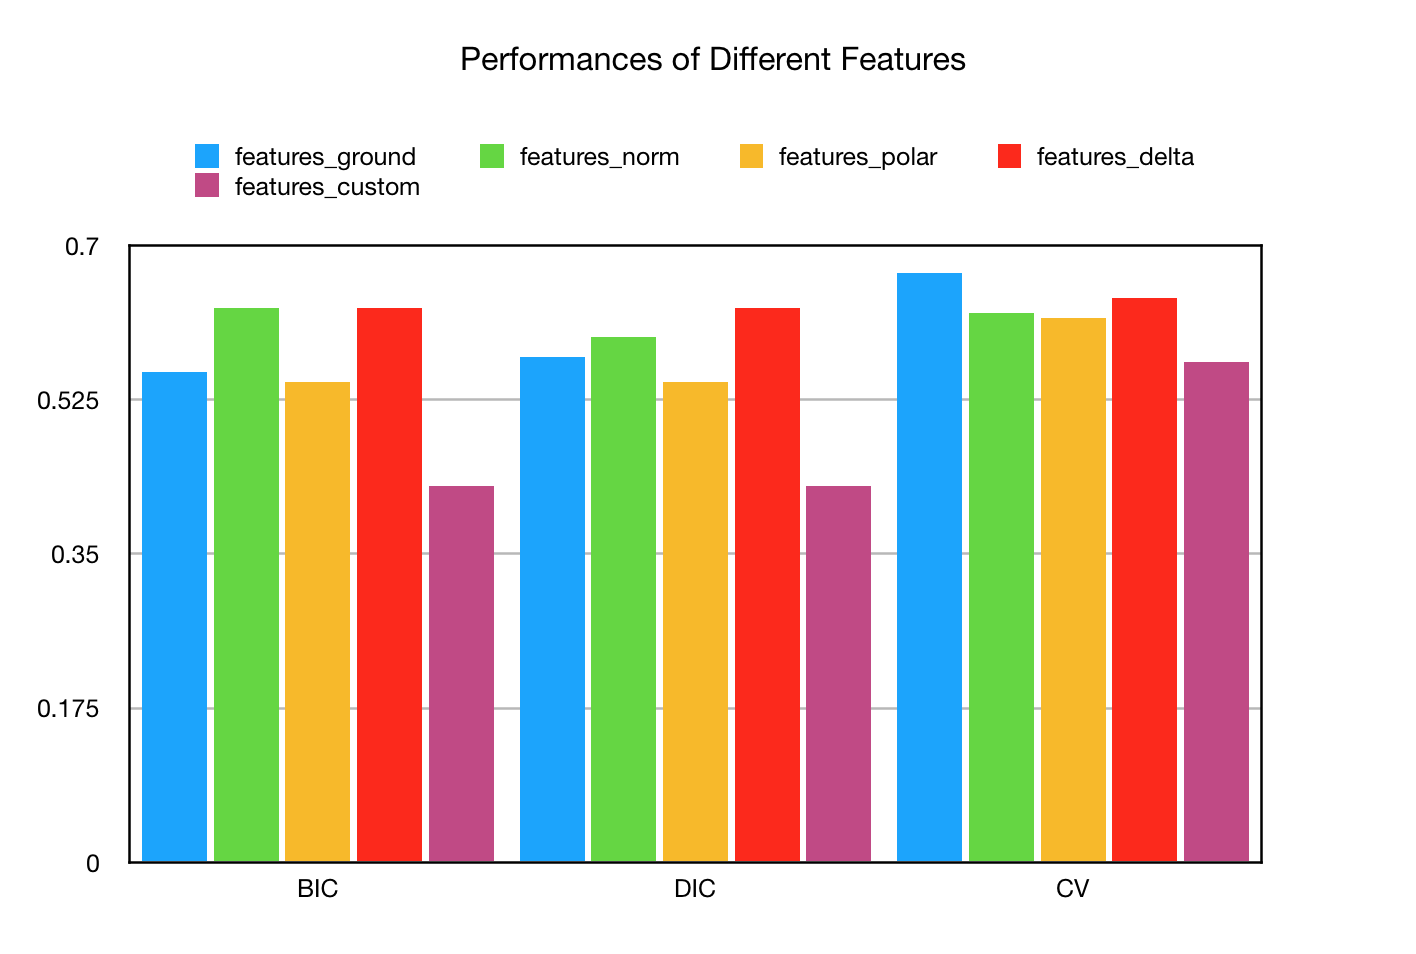 Performances of Different Features
features_ground features_norm features_polar features_delta
features_custom
0.7
0.525
0.35
0.175
0
BIC DIC CV